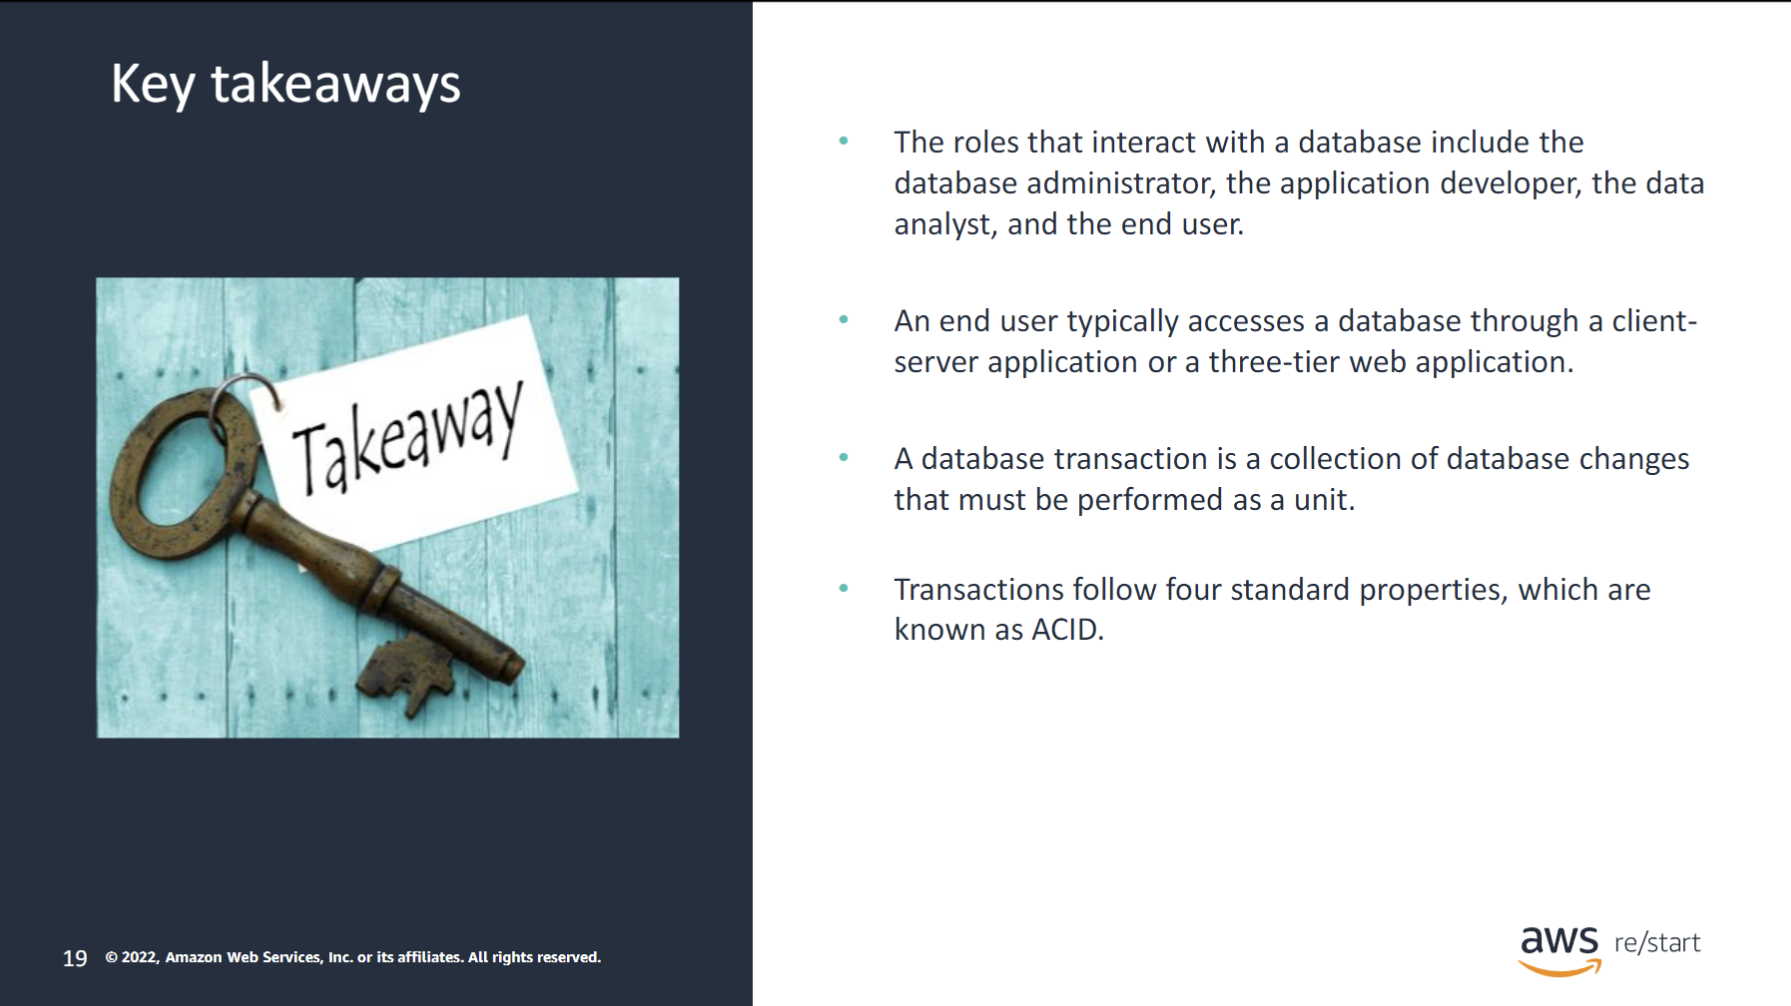 Key takeaways
Takeaway
• The roles that interact with a database include the
database administrator, the application developer, the data
analyst, and the end user.
• An end user typically accesses a database through a client-
server application or a three-tier web application.
• A database transaction is a collection of database changes
that must be performed as a unit.
• Transactions follow four standard properties, which are
known as ACID.
19 © 2022, Amazon Web Services, Inc. or its affiliates. All rights reserved.
aws re/start